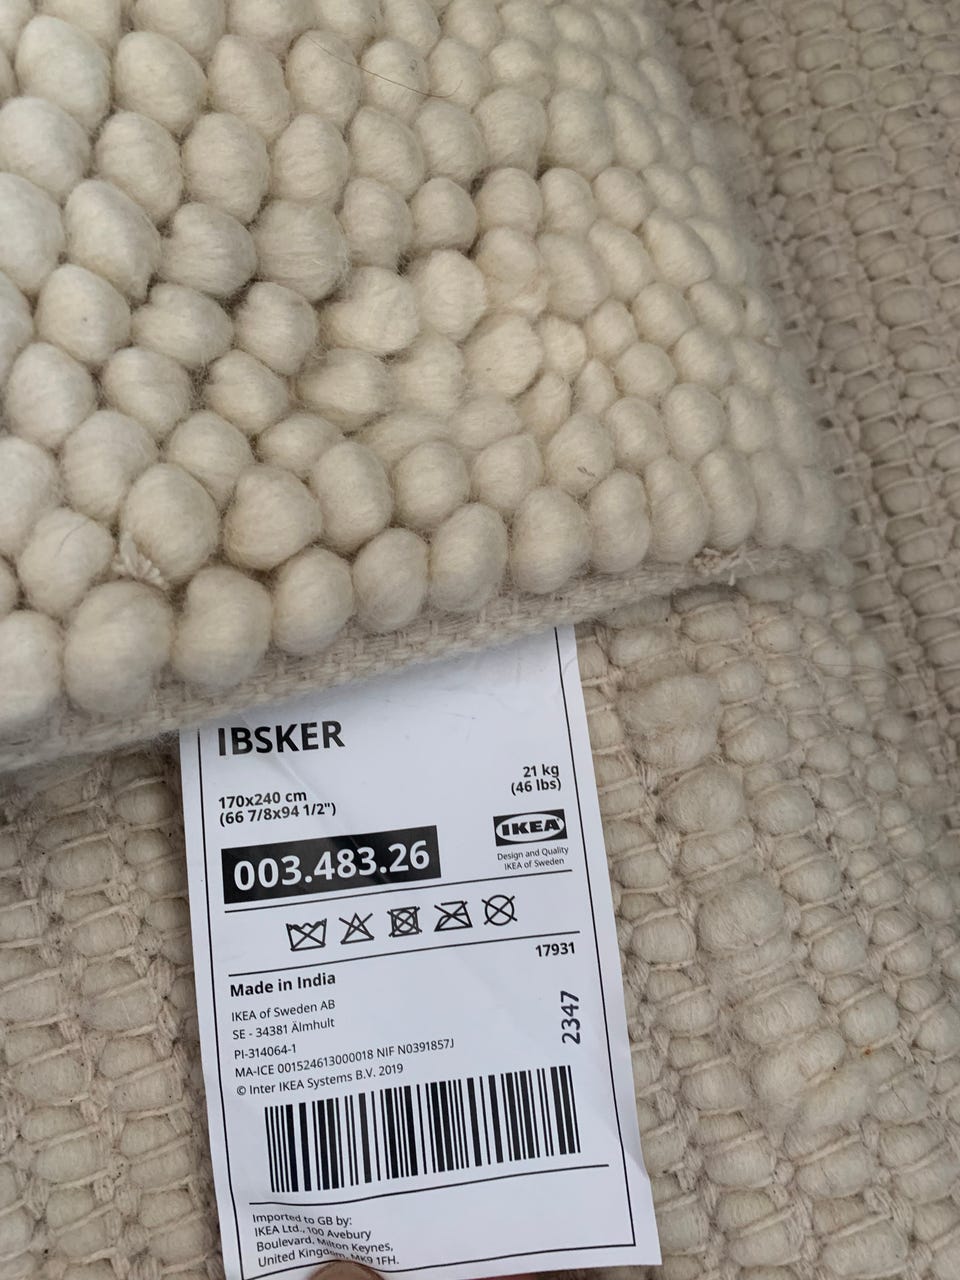 IBSKER
170x240 cm
(66 7/8x94 1/2")
21 kg
(46 lbs)
003.483.26
IKEA
Design and Quality
IKEA of Sweden
17931
Made in India
IKEA of Sweden AB
SE - 34381 Älmhult
PI-314064-1
MA-ICE 001524613000018 NIF N0391857J
© Inter IKEA Systems B.V. 2019
2347
Imported to GB by:
IKEA Ltd., 100 Avebury
Boulevard, Milton Keynes,
United Kingdom, MK9 1FH.